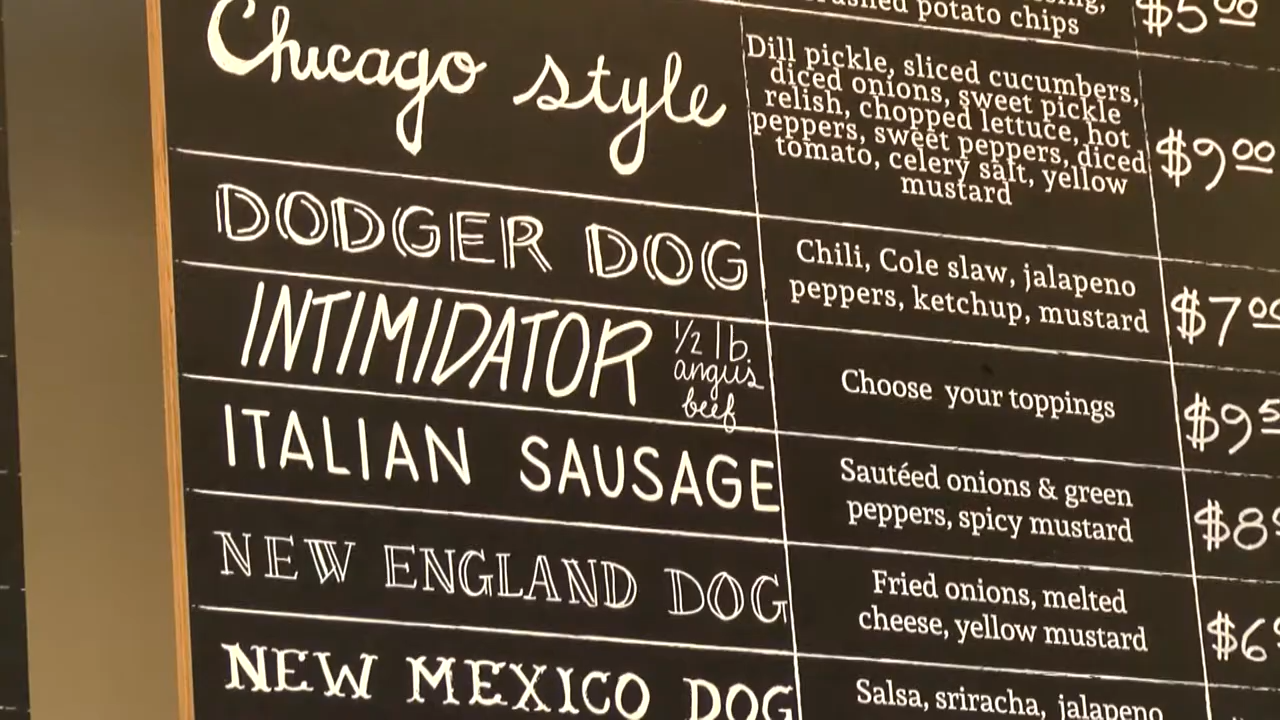 potato chips
$5 00
Chicago style
Dill pickle, sliced cucumbers,
diced onions, sweet pickle
relish, chopped lettuce, hot
peppers, sweet peppers, diced
tomato, celery salt, yellow
mustard
$9 00
DODGER DOG
Chili, Cole slaw, jalapeno
peppers, ketchup, mustard
$7 00
INTIMIDATOR
1/2 lb.
angus
beef
Choose your toppings
$9 5
ITALIAN SAUSAGE
Sautéed onions & green
peppers, spicy mustard
$8
NEW ENGLAND DOG
Fried onions, melted
cheese, yellow mustard
$6
NEW MEXICO DOG
Salsa, sriracha, jalapeno